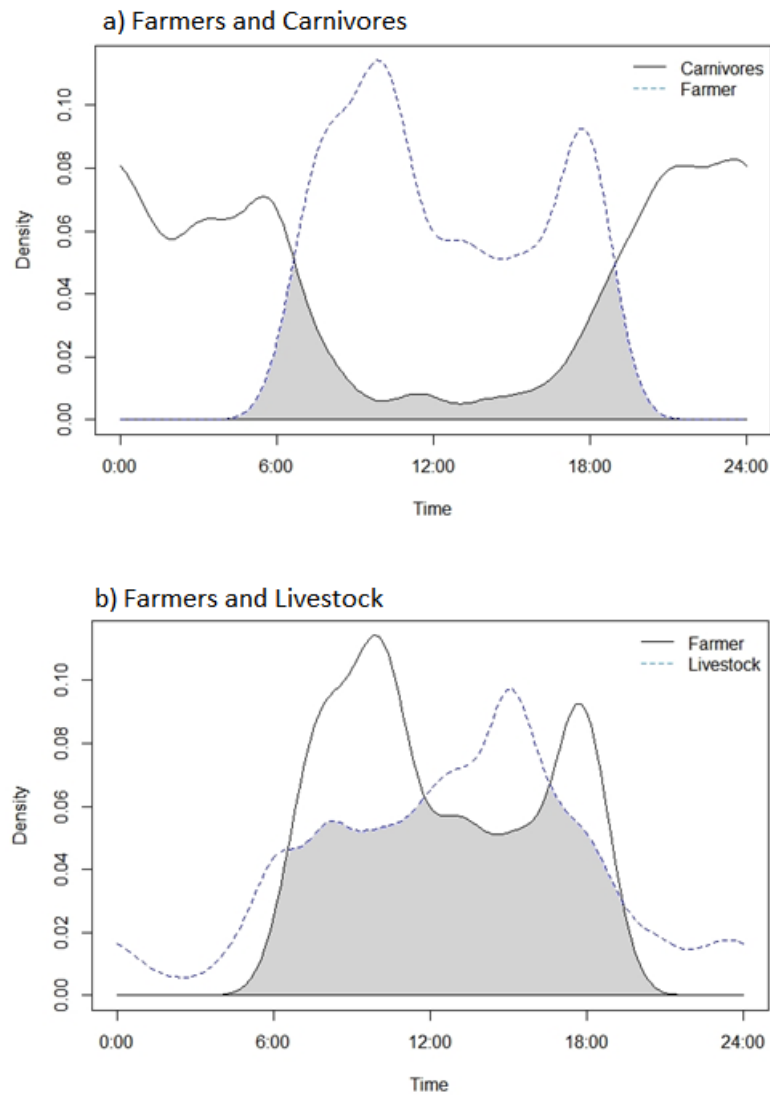 a) Farmers and Carnivores
Carnivores
Farmer
Density
0.00
0.02
0.04
0.06
0.08
0.10
0:00
6:00
12:00
18:00
24:00
Time
b) Farmers and Livestock
Farmer
Livestock
Density
0.00
0.02
0.04
0.06
0.08
0.10
0:00
6:00
12:00
18:00
24:00
Time